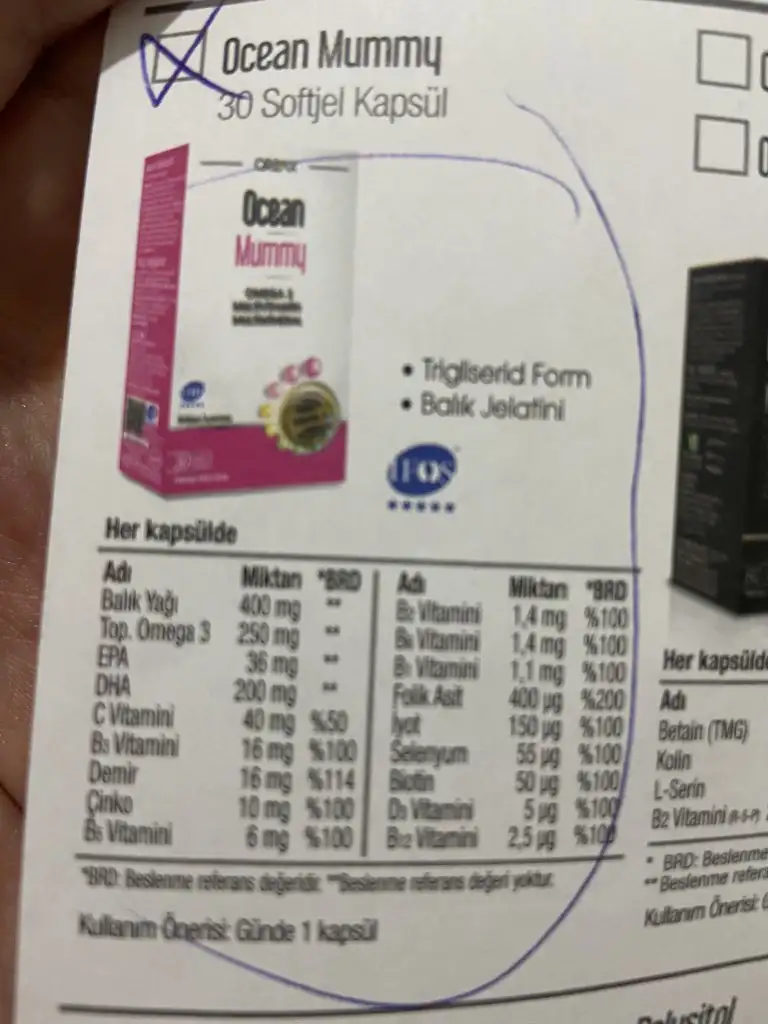 Ocean Mummy
30 Softjel Kapsül
Ocean
Mummy
OMEGA-3
• Trigliserid Form
• Balık Jelatini
IFOS
Her kapsülde
Adı Miktarı *BRD
Balık Yağı 400 mg **
Top. Omega 3 250 mg **
EPA 36 mg **
DHA 200 mg **
C Vitamini 40 mg %50
B3 Vitamini 16 mg %100
Demir 16 mg %114
Çinko 10 mg %100
B5 Vitamini 6 mg %100
Adı Miktarı *BRD
B2 Vitamini 1,4 mg %100
B6 Vitamini 1,4 mg %100
B1 Vitamini 1,1 mg %100
Folik Asit 400 µg %200
İyot 150 µg %100
Selenyum 55 µg %100
Biotin 50 µg %100
D3 Vitamini 5 µg %100
B12 Vitamini 2,5 µg %100
*BRD: Beslenme referans değeridir. **Beslenme referans değeri yoktur.
Kullanım Önerisi: Günde 1 kapsül
Her kapsülde
Adı
Betain (TMG)
Kolin
L-Serin
B2 Vitamini (R-5-P)
* BRD: Beslenme
** Beslenme refera
Kullanım Önerisi: G
Polysitol